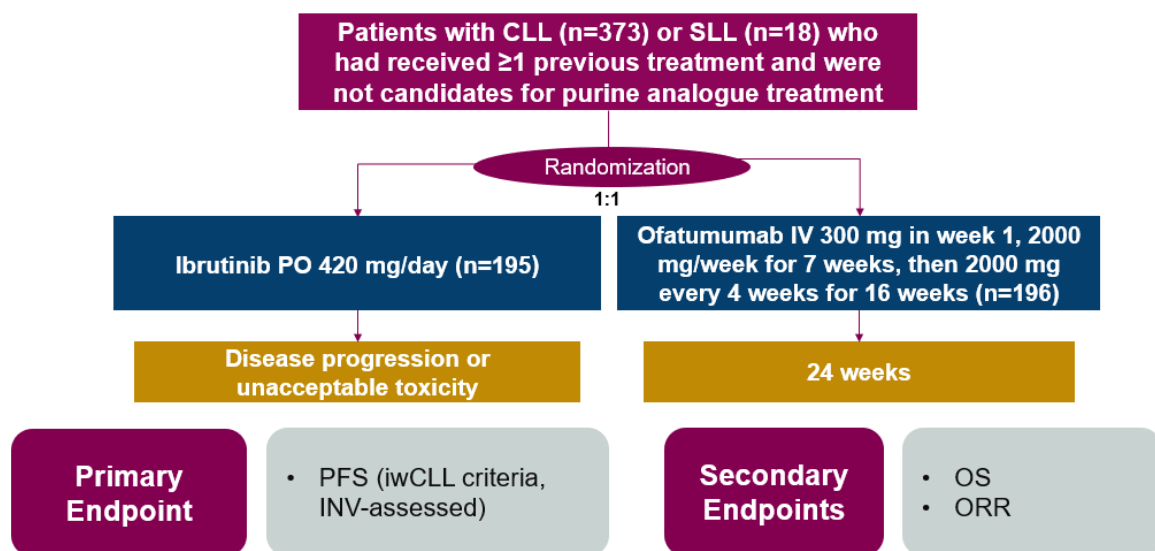 Patients with CLL (n=373) or SLL (n=18) who
had received ≥1 previous treatment and were
not candidates for purine analogue treatment
Randomization
1:1
Ibrutinib PO 420 mg/day (n=195)
Ofatumumab IV 300 mg in week 1, 2000
mg/week for 7 weeks, then 2000 mg
every 4 weeks for 16 weeks (n=196)
Disease progression or
unacceptable toxicity
24 weeks
Primary
Endpoint
• PFS (iwCLL criteria,
INV-assessed)
Secondary
Endpoints
• OS
• ORR